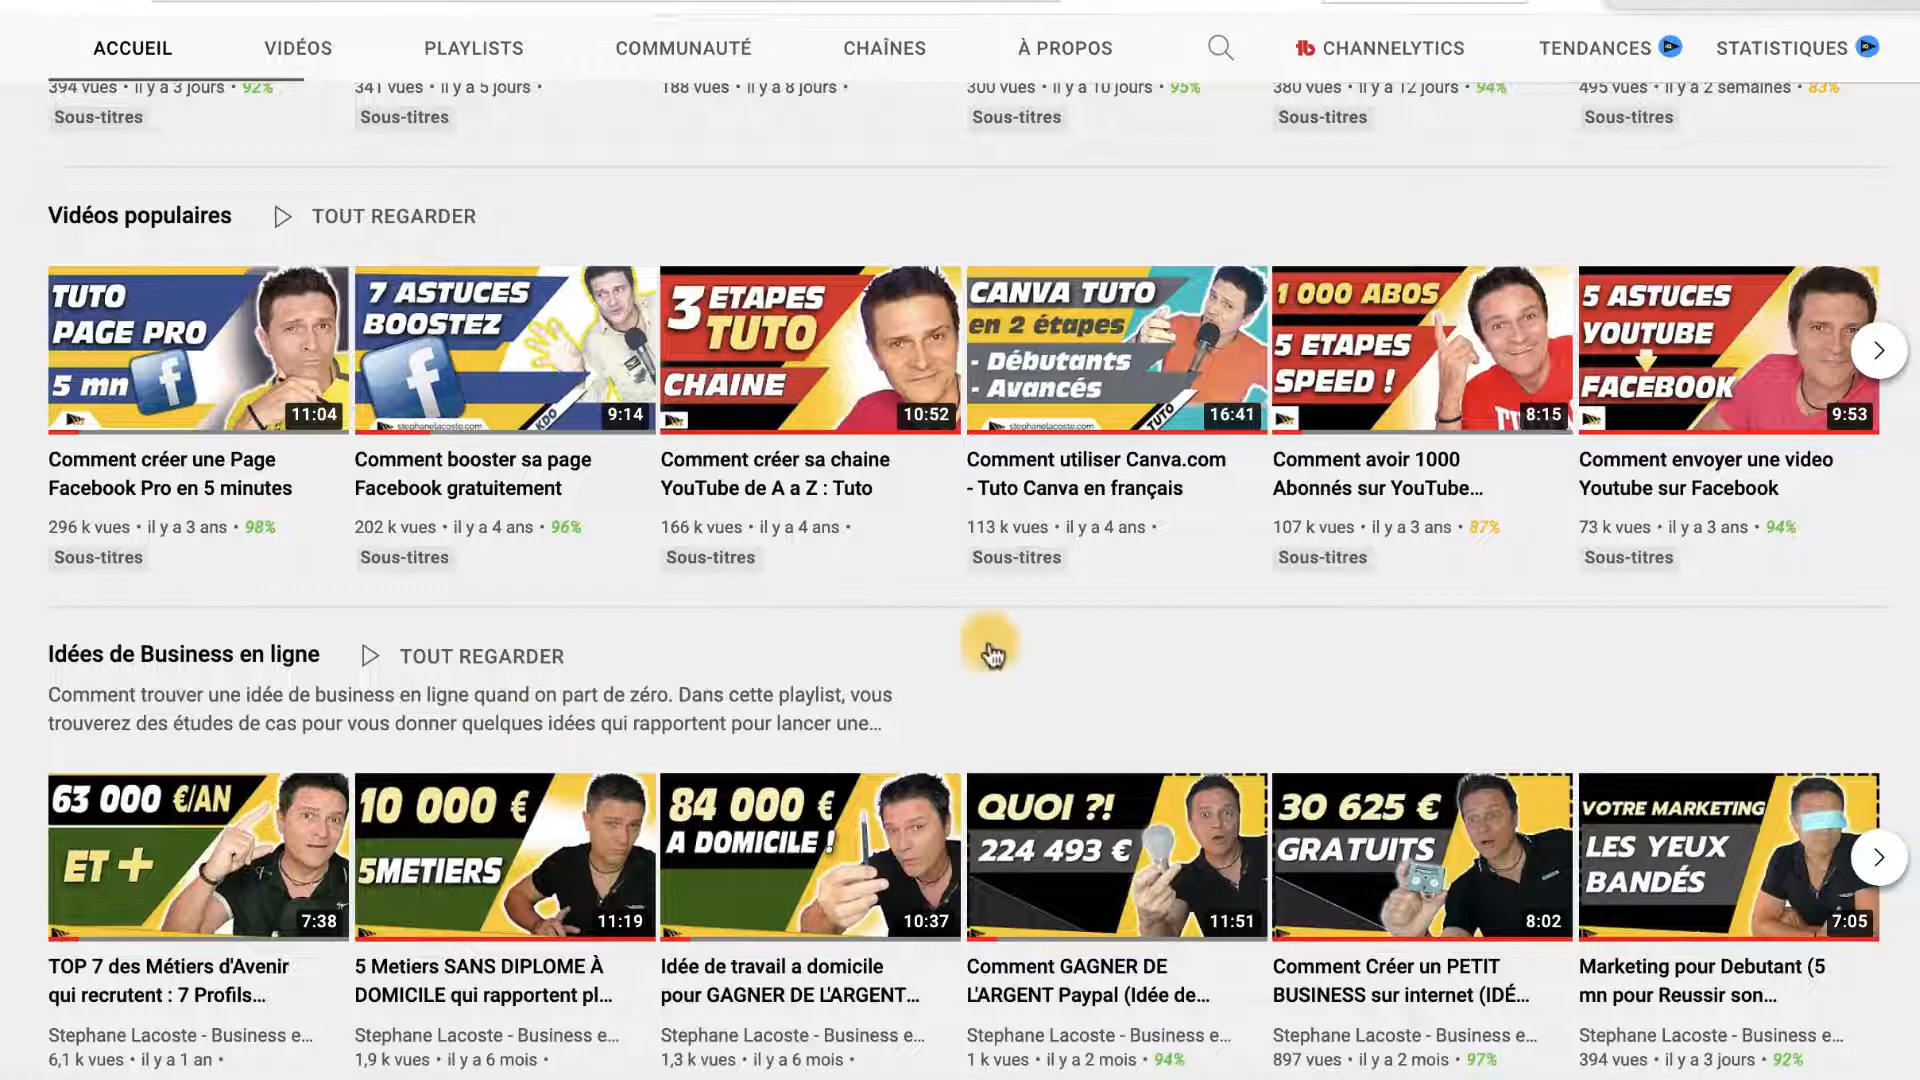 ACCUEIL VIDÉOS PLAYLISTS COMMUNAUTÉ CHAÎNES À PROPOS CHANNELYTICS TENDANCES STATISTIQUES
394 vues • il y a 3 jours • 92%
Sous-titres
341 vues • il y a 5 jours •
Sous-titres
188 vues • il y a 8 jours •
300 vues • il y a 10 jours • 95%
Sous-titres
380 vues • il y a 12 jours • 94%
Sous-titres
495 vues • il y a 2 semaines • 83%
Sous-titres
Vidéos populaires TOUT REGARDER
TUTO
PAGE PRO
5 mn
11:04
Comment créer une Page
Facebook Pro en 5 minutes
296 k vues • il y a 3 ans • 98%
Sous-titres
7 ASTUCES
BOOSTEZ
KDO
stephanelacoste.com
9:14
Comment booster sa page
Facebook gratuitement
202 k vues • il y a 4 ans • 96%
Sous-titres
3 ETAPES
TUTO
CHAINE
10:52
Comment créer sa chaine
YouTube de A a Z : Tuto
166 k vues • il y a 4 ans •
Sous-titres
CANVA TUTO
en 2 étapes
- Débutants
- Avancés
TUTO
stephanelacoste.com
16:41
Comment utiliser Canva.com
- Tuto Canva en français
113 k vues • il y a 4 ans •
Sous-titres
1 000 ABOS
5 ETAPES
SPEED !
8:15
Comment avoir 1000
Abonnés sur YouTube...
107 k vues • il y a 3 ans • 87%
Sous-titres
5 ASTUCES
YOUTUBE
FACEBOOK
9:53
Comment envoyer une video
Youtube sur Facebook
73 k vues • il y a 3 ans • 94%
Sous-titres
Idées de Business en ligne TOUT REGARDER
Comment trouver une idée de business en ligne quand on part de zéro. Dans cette playlist, vous
trouverez des études de cas pour vous donner quelques idées qui rapportent pour lancer une...
63 000 €/AN
ET +
7:38
TOP 7 des Métiers d'Avenir
qui recrutent : 7 Profils...
Stephane Lacoste - Business e...
6,1 k vues • il y a 1 an •
10 000 €
5METIERS
11:19
5 Metiers SANS DIPLOME À
DOMICILE qui rapportent pl...
Stephane Lacoste - Business e...
1,9 k vues • il y a 6 mois •
84 000 €
A DOMICILE !
10:37
Idée de travail a domicile
pour GAGNER DE L'ARGENT...
Stephane Lacoste - Business e...
1,3 k vues • il y a 6 mois •
QUOI ?!
224 493 €
11:51
Comment GAGNER DE
L'ARGENT Paypal (Idée de...
Stephane Lacoste - Business e...
1 k vues • il y a 2 mois • 94%
30 625 €
GRATUITS
8:02
Comment Créer un PETIT
BUSINESS sur internet (IDÉ...
Stephane Lacoste - Business e...
897 vues • il y a 2 mois • 97%
VOTRE MARKETING
LES YEUX
BANDÉS
7:05
Marketing pour Debutant (5
mn pour Reussir son...
Stephane Lacoste - Business e...
394 vues • il y a 3 jours • 92%